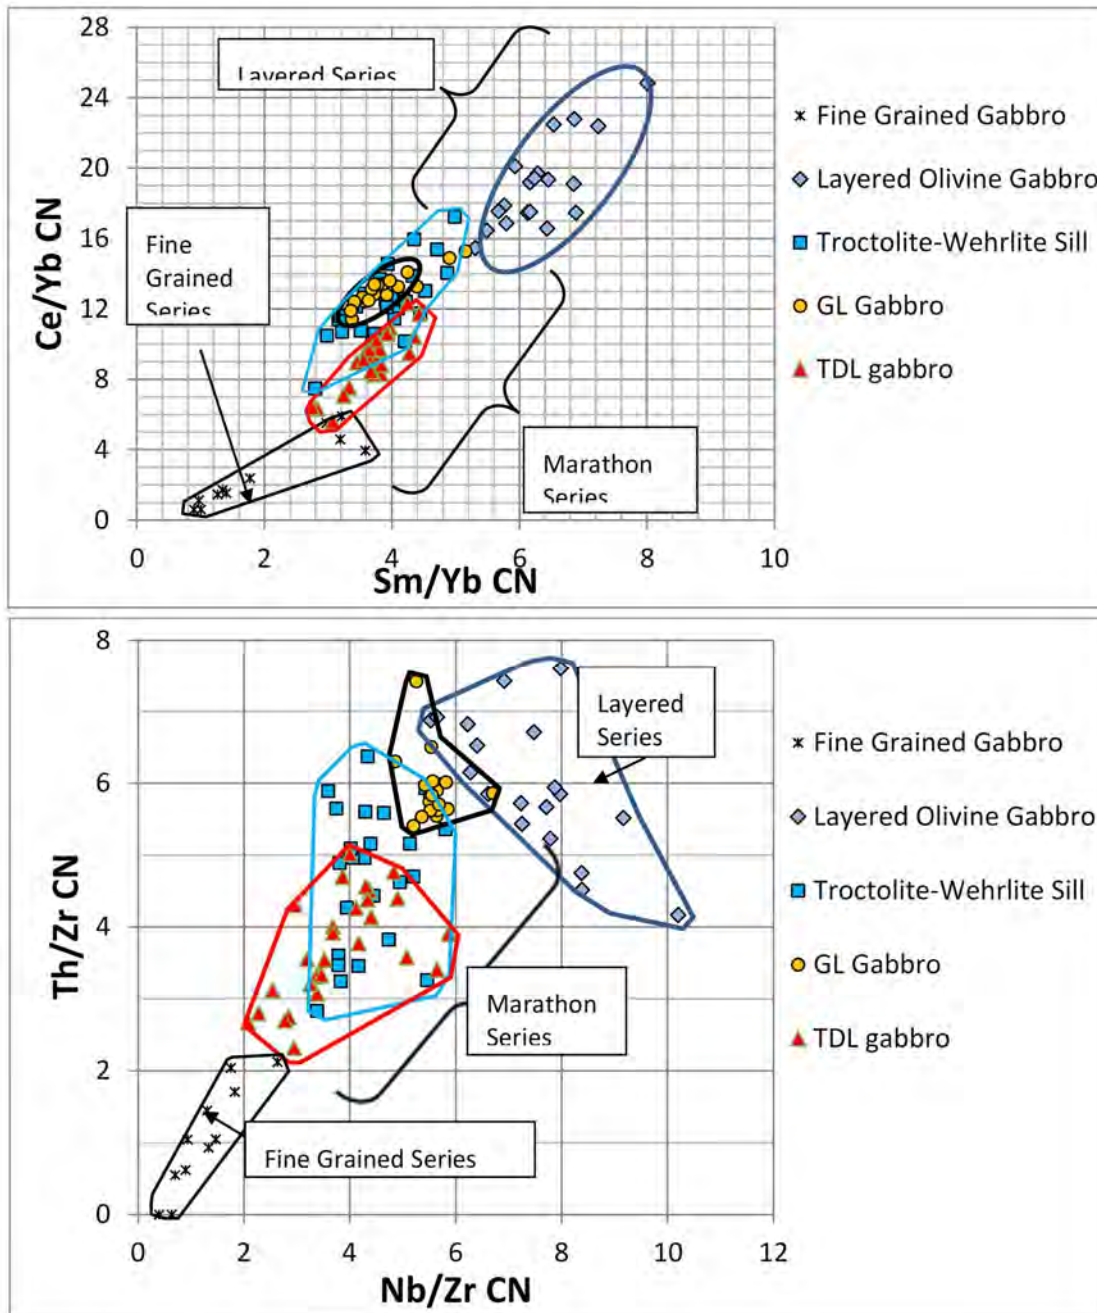 28
24
20
16
12
8
4
0
Ce/Yb CN
0 2 4 6 8 10
Sm/Yb CN
Layered Series
Fine
Grained
Series
Marathon
Series
Fine Grained Gabbro
Layered Olivine Gabbro
Troctolite-Wehrlite Sill
GL Gabbro
TDL gabbro
8
6
4
2
0
Th/Zr CN
0 2 4 6 8 10 12
Nb/Zr CN
Layered
Series
Marathon
Series
Fine Grained Series
Fine Grained Gabbro
Layered Olivine Gabbro
Troctolite-Wehrlite Sill
GL Gabbro
TDL gabbro